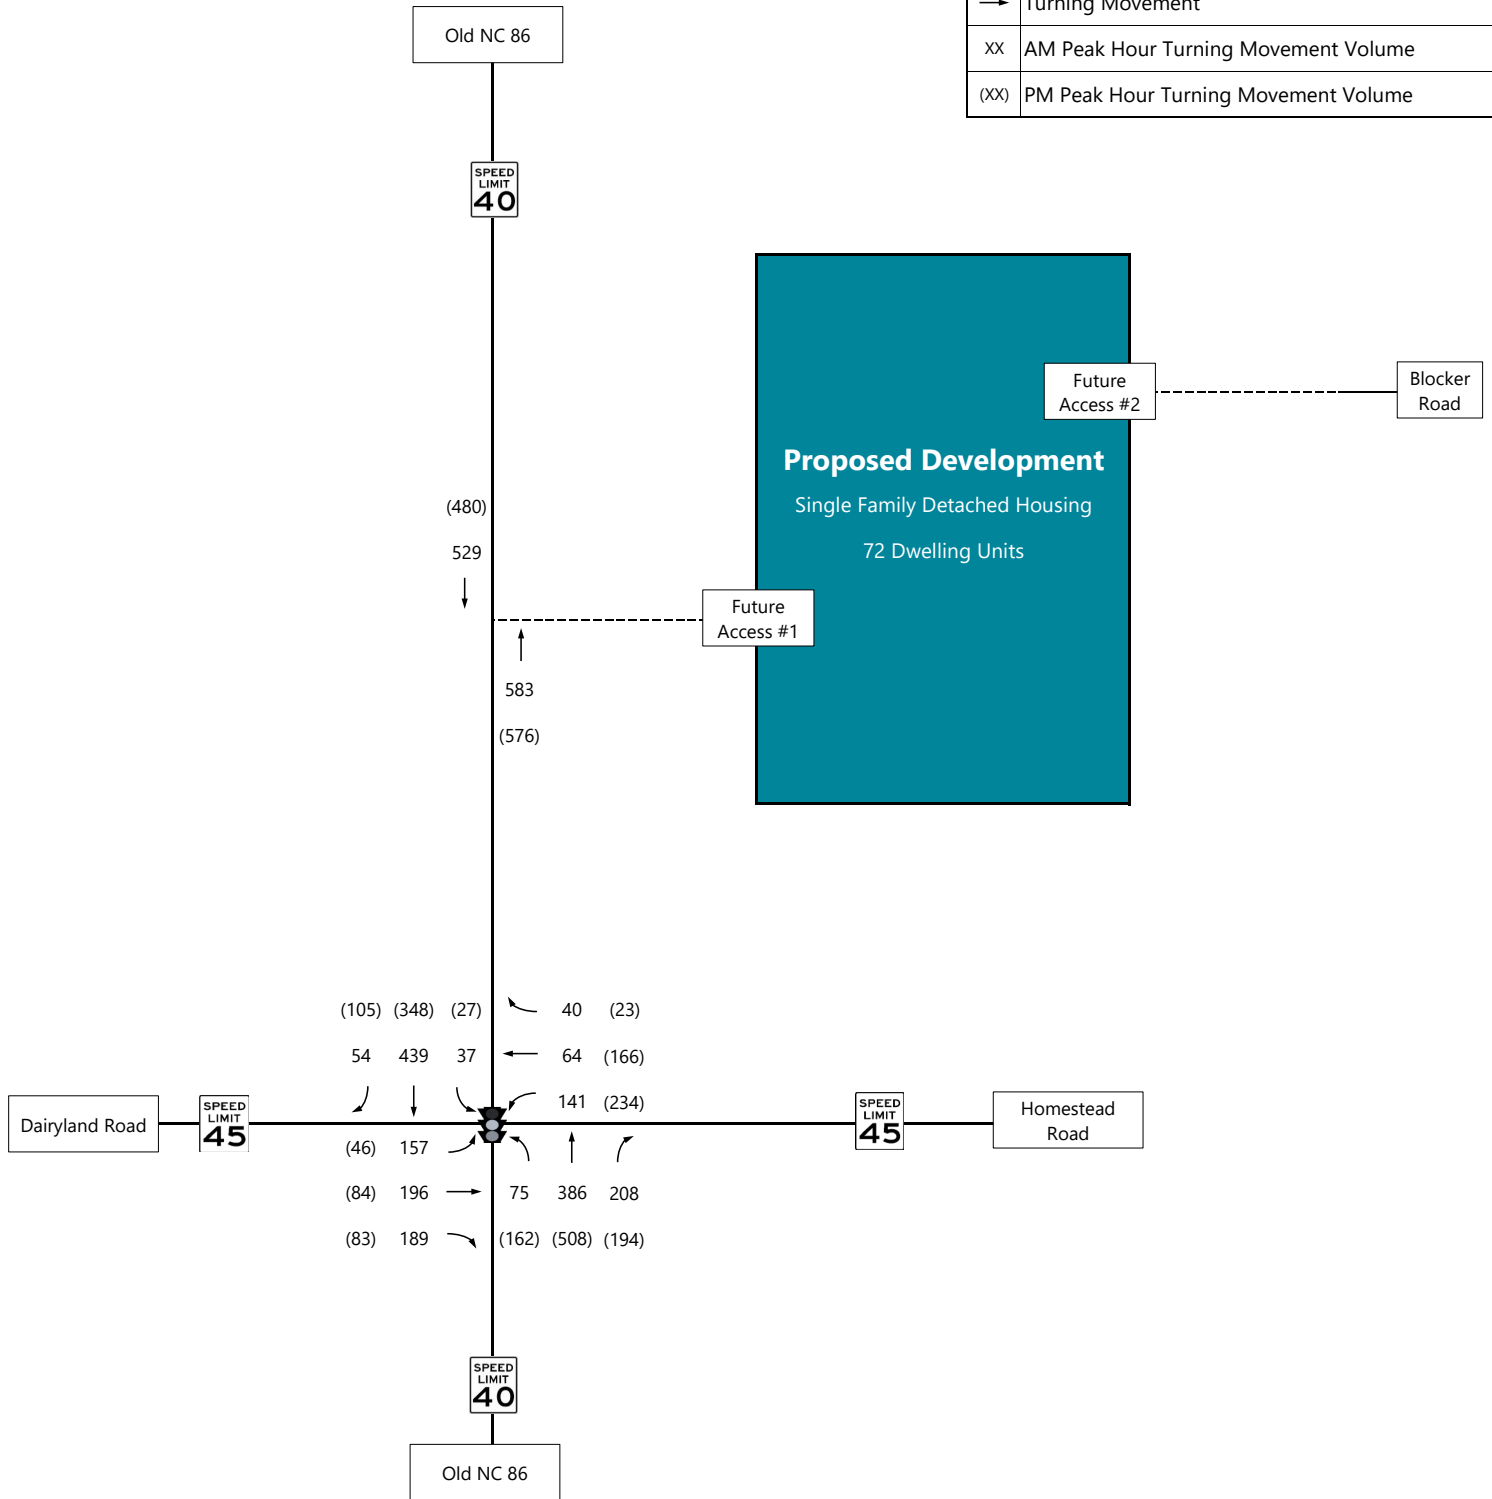 Turning Movement
XX AM Peak Hour Turning Movement Volume
(XX) PM Peak Hour Turning Movement Volume
Old NC 86
SPEED
LIMIT
40
Future
Access #2
Blocker
Road
Proposed Development
Single Family Detached Housing
72 Dwelling Units
(480)
529
Future
Access #1
583
(576)
(105) (348) (27) 40 (23)
54 439 37 64 (166)
141 (234)
Dairyland Road
SPEED
LIMIT
45
SPEED
LIMIT
45
Homestead
Road
(46) 157
(84) 196 75 386 208
(83) 189 (162) (508) (194)
SPEED
LIMIT
40
Old NC 86